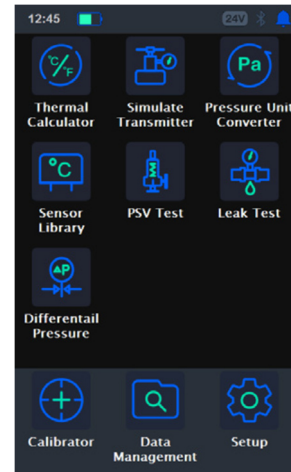 12:45 24V
°C/°F Pa
Thermal Simulate Pressure Unit
Calculator Transmitter Converter
°C
Sensor PSV Test Leak Test
Library
ΔP
Differentail
Pressure
Calibrator Data Setup
Management